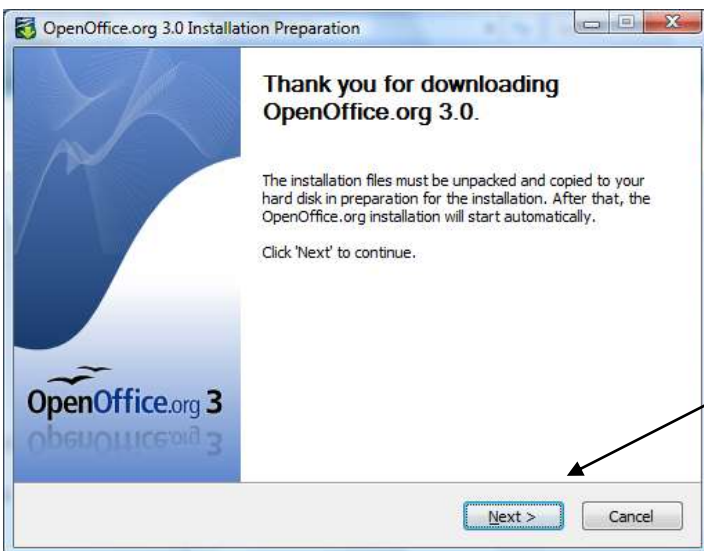 OpenOffice.org 3.0 Installation Preparation
Thank you for downloading
OpenOffice.org 3.0.
The installation files must be unpacked and copied to your
hard disk in preparation for the installation. After that, the
OpenOffice.org installation will start automatically.
Click 'Next' to continue.
OpenOffice.org 3
Next >
Cancel